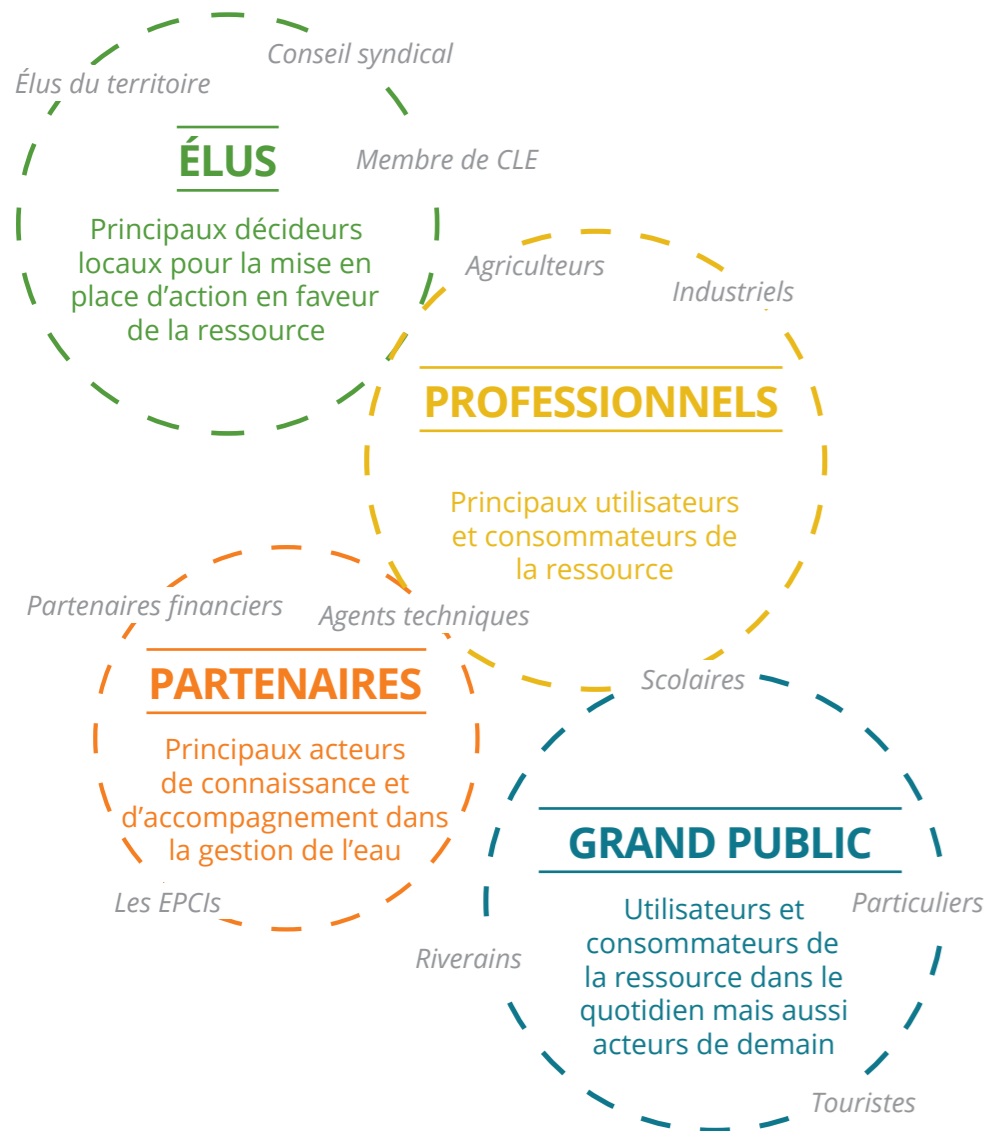 Conseil syndical
Élus du territoire
ÉLUS
Membre de CLE
Principaux décideurs
locaux pour la mise en
place d’action en faveur
de la ressource
Agriculteurs
Industriels
PROFESSIONNELS
Principaux utilisateurs
et consommateurs de
la ressource
Partenaires financiers
Agents techniques
PARTENAIRES
Principaux acteurs
de connaissance et
d’accompagnement dans
la gestion de l’eau
Les EPCIs
Scolaires
GRAND PUBLIC
Particuliers
Utilisateurs et
consommateurs de
la ressource dans le
quotidien mais aussi
acteurs de demain
Riverains
Touristes